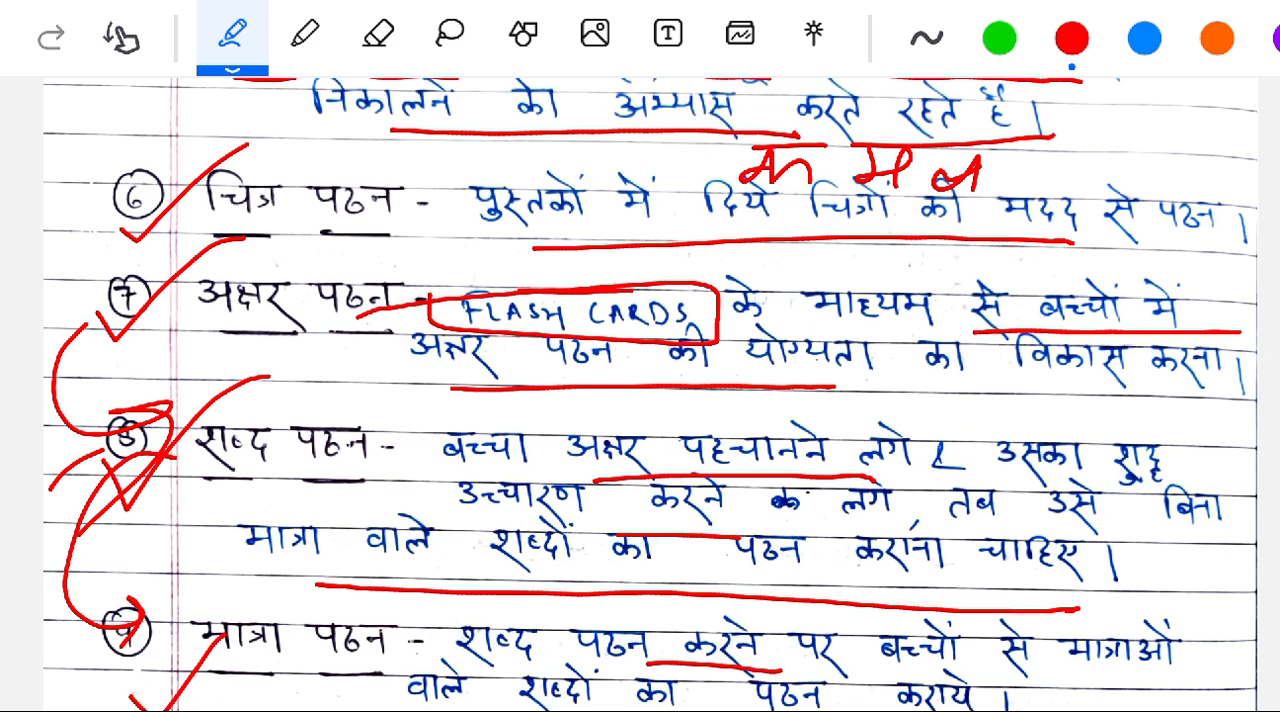 निकालने का अभ्यास करते रहते है।
क म ब
⑥ चित्र पठन - पुस्तकों में दिये चित्रों की मदद से पठन।
⑦ अक्षर पठन - FLASH CARDS के माध्यम से बच्चों में
अक्षर पठन की योग्यता का विकास करना।
⑧ शब्द पठन - बच्चा अक्षर पहचानने लगे & उसका शुद्ध
उच्चारण करने लगे, तब उसे बिना
मात्रा वाले शब्दों का पठन कराना चाहिए।
⑨ मात्रा पठन - शब्द पठन करने पर बच्चों से मात्राओं
वाले शब्दों का पठन कराये।